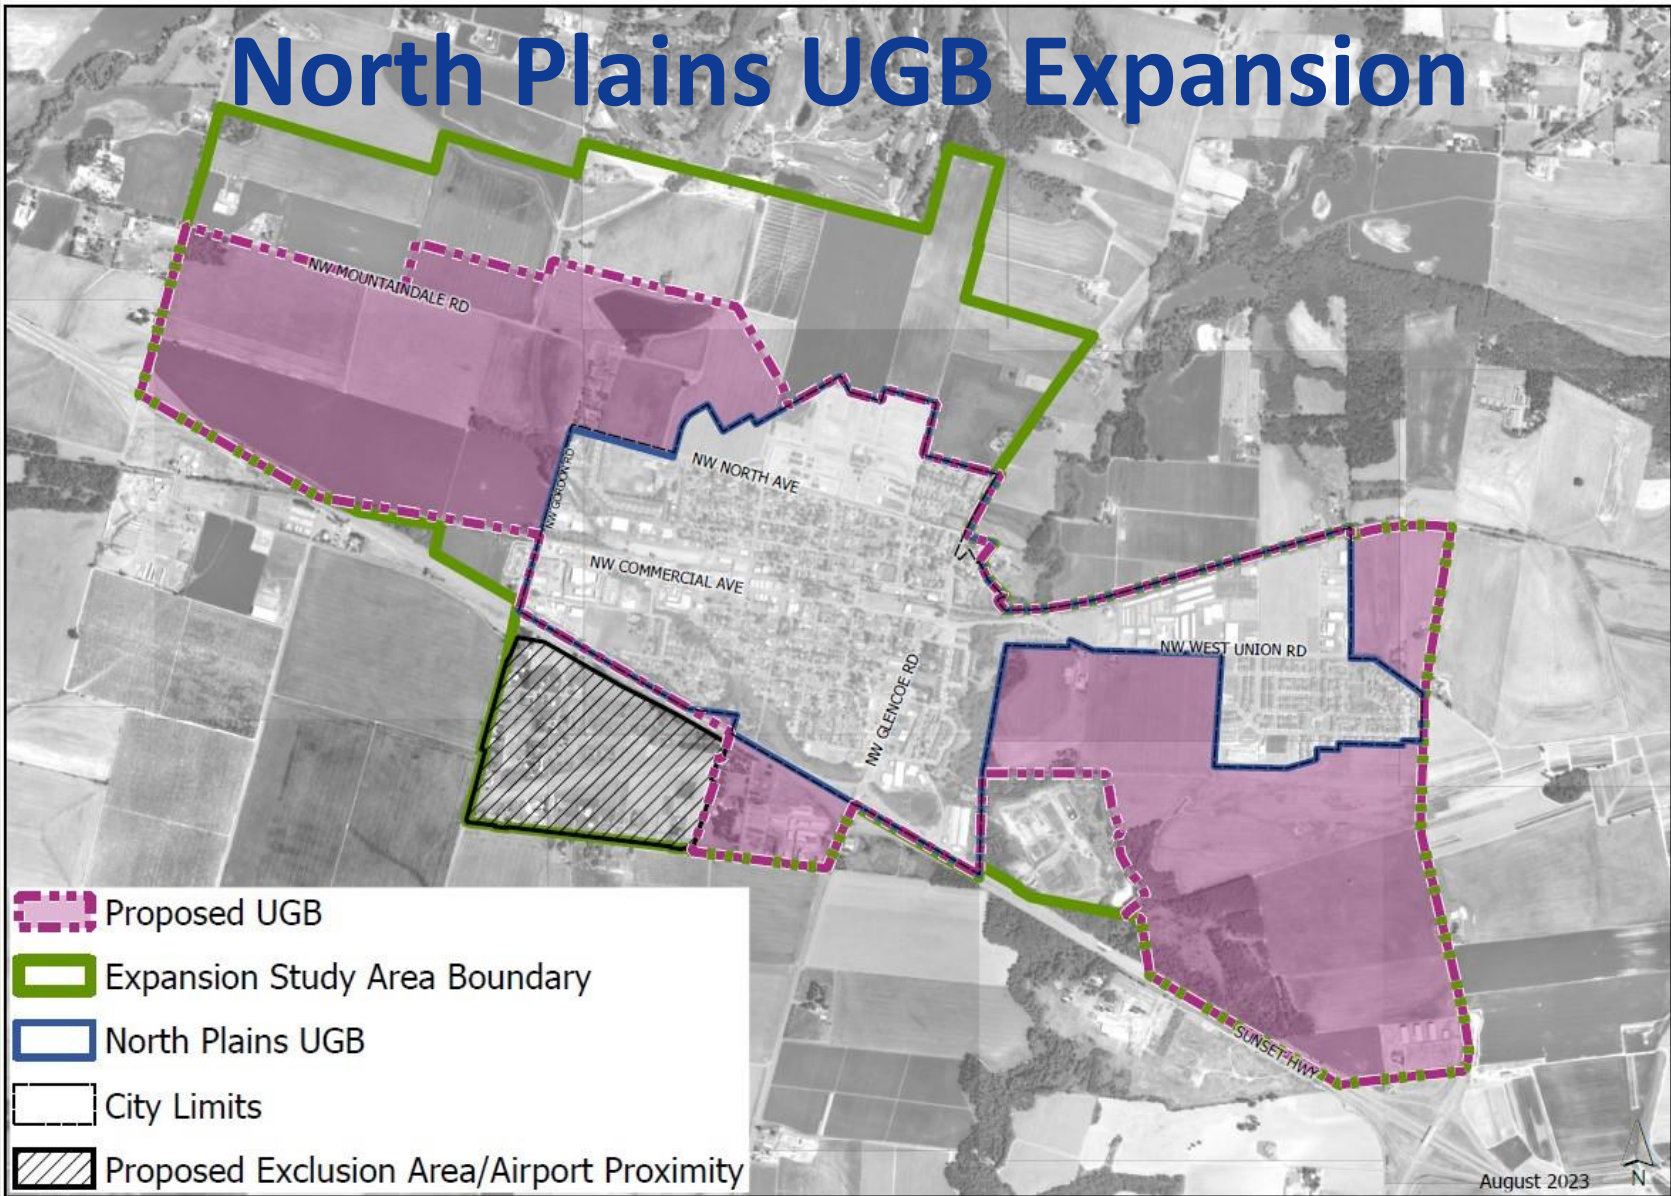 North Plains UGB Expansion
NW MOUNTAINDALE RD
NW GORDON RD
NW NORTH AVE
NW COMMERCIAL AVE
NW WEST UNION RD
NW GLENCOE RD
SUNSET HWY
Proposed UGB
Expansion Study Area Boundary
North Plains UGB
City Limits
Proposed Exclusion Area/Airport Proximity
August 2023
N